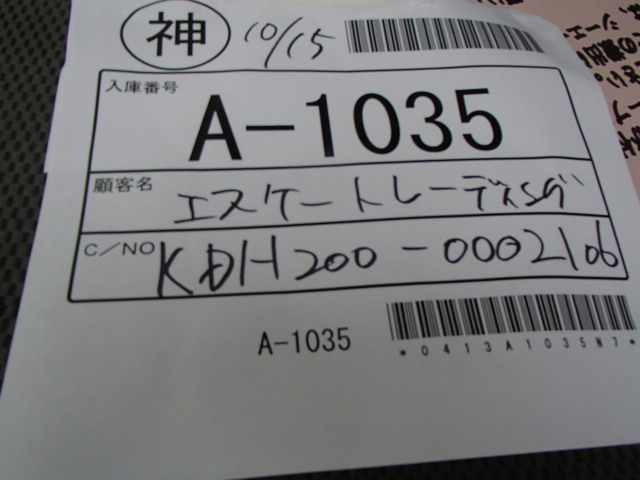 神 10/15
入庫番号
A-1035
顧客名 エスケートレーディング
C/NO KDH200-0002106
A-1035
*0413A1035N7*